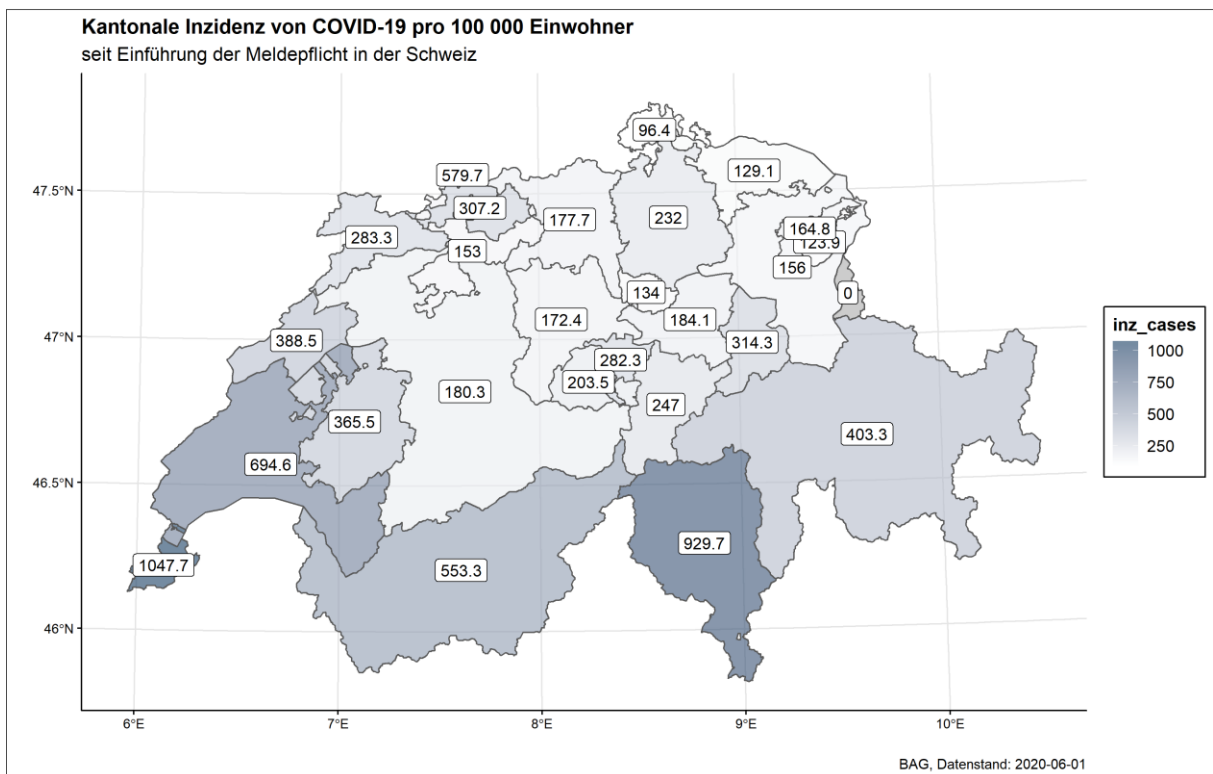 Kantonale Inzidenz von COVID-19 pro 100 000 Einwohner
seit Einführung der Meldepflicht in der Schweiz
96.4
47.5°N
579.7
129.1
307.2
177.7
232
164.8
283.3
123.9
153
156
134
0
172.4
184.1
47°N
388.5
314.3
282.3
203.5
180.3
247
365.5
403.3
694.6
46.5°N
929.7
1047.7
553.3
46°N
inz_cases
1000
750
500
250
6°E
7°E
8°E
9°E
10°E
BAG, Datenstand: 2020-06-01